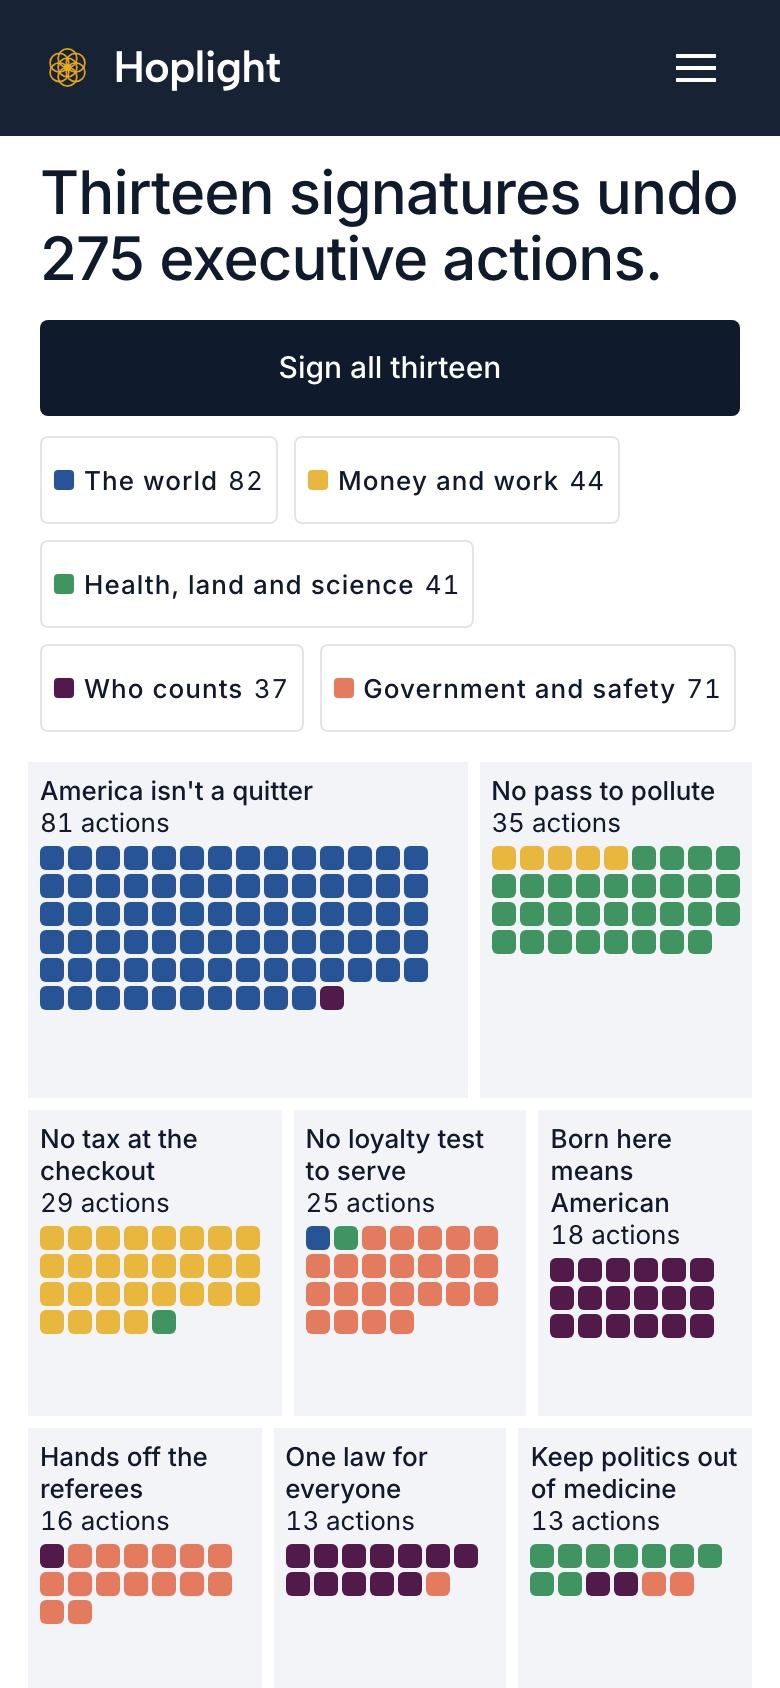 Hoplight
Thirteen signatures undo
275 executive actions.
Sign all thirteen
The world 82
Money and work 44
Health, land and science 41
Who counts 37
Government and safety 71
America isn't a quitter
81 actions
No pass to pollute
35 actions
No tax at the
checkout
29 actions
No loyalty test
to serve
25 actions
Born here
means
American
18 actions
Hands off the
referees
16 actions
One law for
everyone
13 actions
Keep politics out
of medicine
13 actions